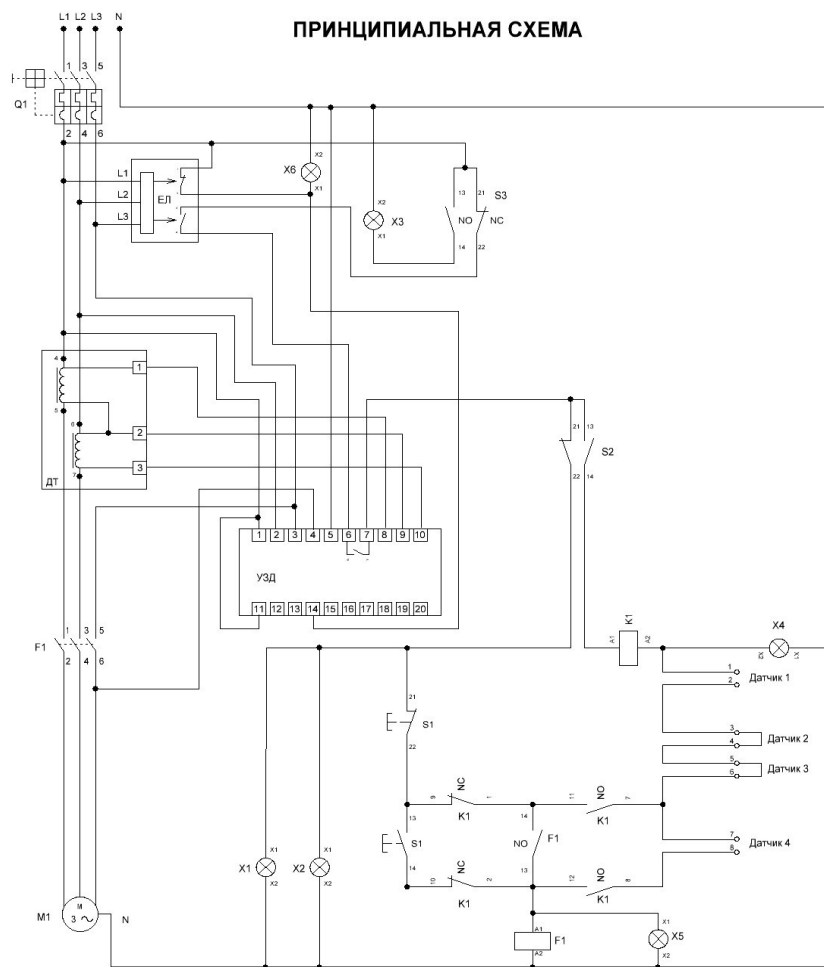 ПРИНЦИПИАЛЬНАЯ СХЕМА
L1 L2 L3 N
1 3 5
Q1
2 4 6
L1
L2
L3
ЕЛ
X2
X6
X1
X2
X3
X1
13 21
S3
NO NC
14 22
4
1
5
6
2
3
7
ДТ
21 13
S2
22 14
1 2 3 4 5 6 7 8 9 10
УЗД
11 12 13 14 15 16 17 18 19 20
1 3 5
F1
2 4 6
K1
A1 A2
X4
X2 X1
1
2
Датчик 1
3
4
Датчик 2
5
6
Датчик 3
7
8
Датчик 4
21
S1
22
9 NC 1
K1
11 NO 7
K1
13
S1
14
14
NO F1
13
10 NC 2
K1
12 NO 8
K1
X1
X1
X2
X1
X2
X2
A1
F1
A2
X1
X5
X2
M1
M
3
N